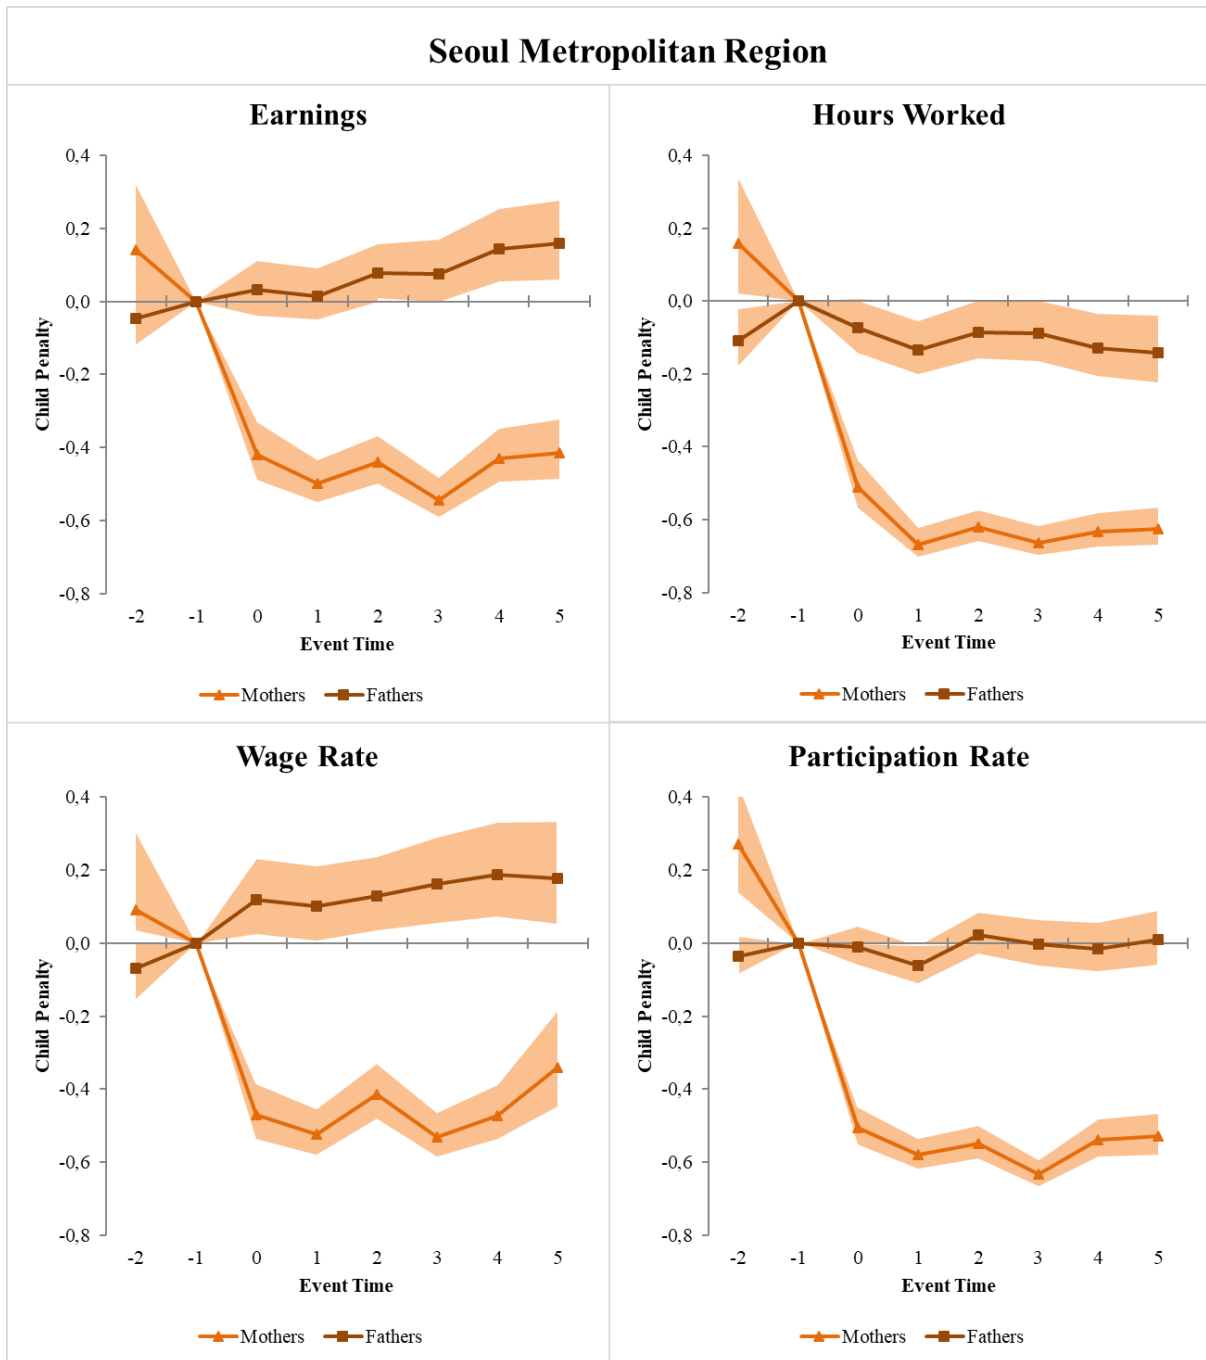 Seoul Metropolitan Region
Earnings
0,4
0,2
0,0
-0,2
-0,4
-0,6
-0,8
Child Penalty
-2 -1 0 1 2 3 4 5
Event Time
Mothers Fathers
Hours Worked
0,4
0,2
0,0
-0,2
-0,4
-0,6
-0,8
Child Penalty
-2 -1 0 1 2 3 4 5
Event Time
Mothers Fathers
Wage Rate
0,4
0,2
0,0
-0,2
-0,4
-0,6
-0,8
Child Penalty
-2 -1 0 1 2 3 4 5
Event Time
Mothers Fathers
Participation Rate
0,4
0,2
0,0
-0,2
-0,4
-0,6
-0,8
Child Penalty
-2 -1 0 1 2 3 4 5
Event Time
Mothers Fathers